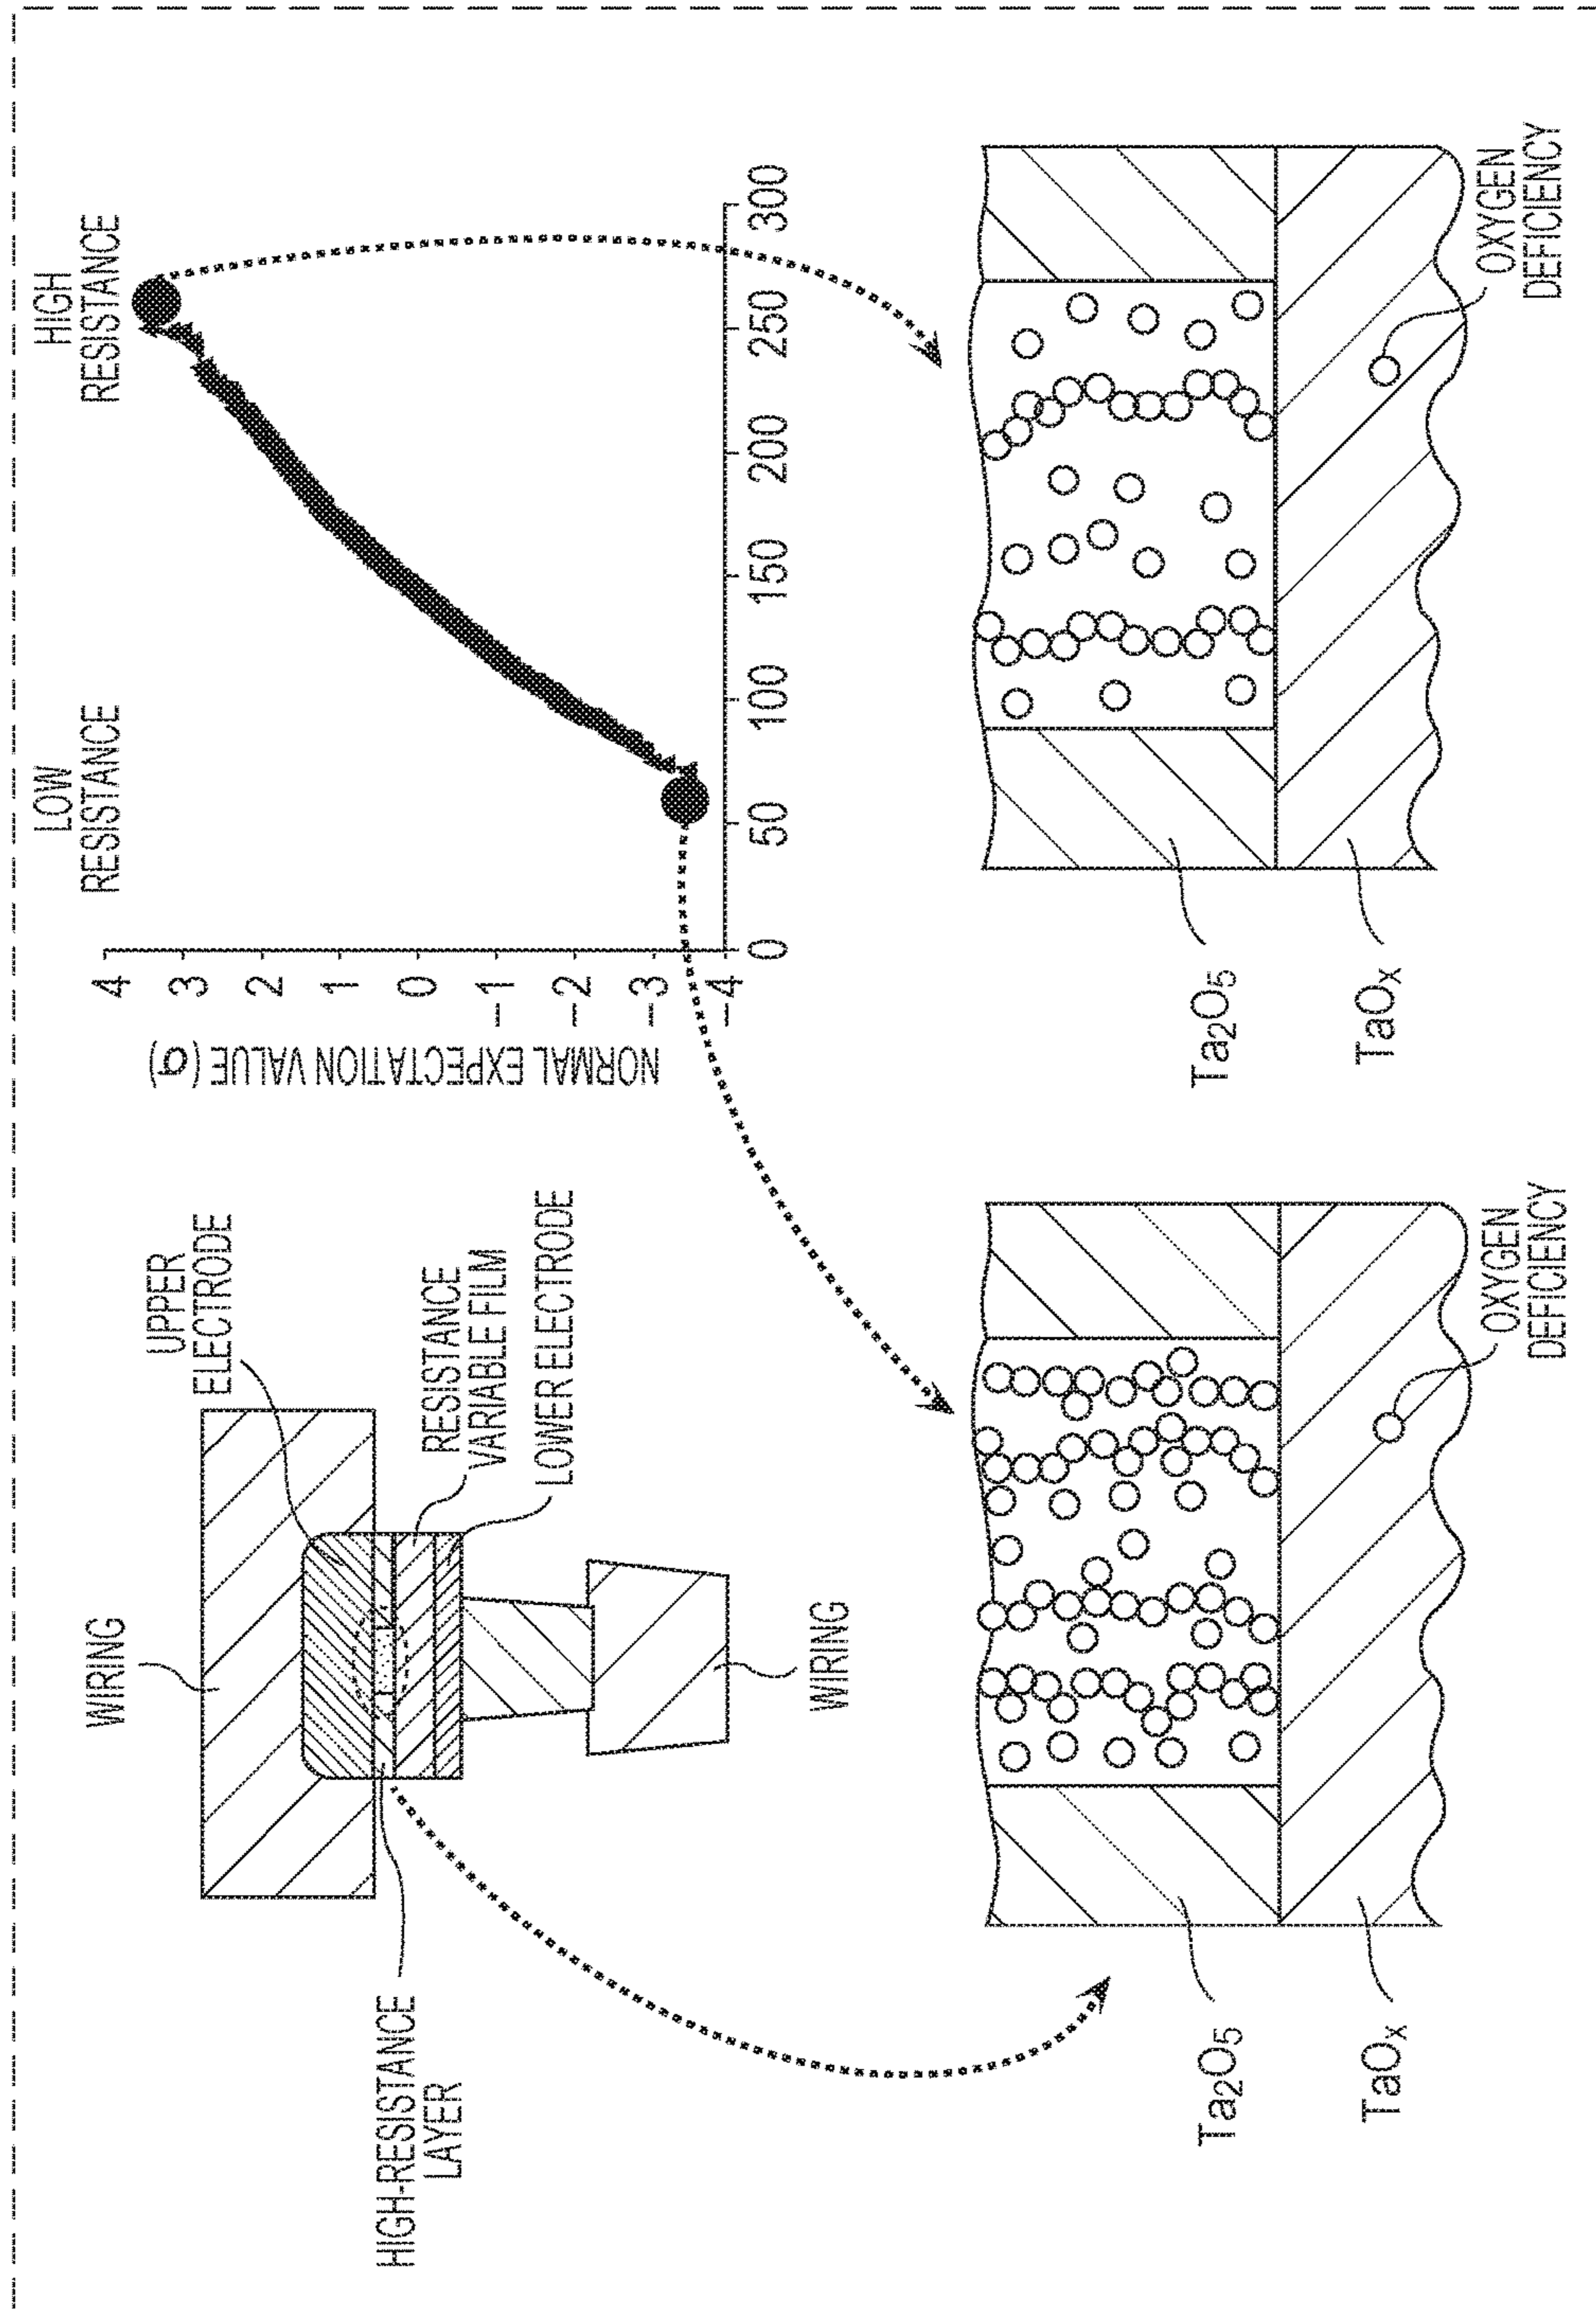 WIRING
UPPER
ELECTRODE
RESISTANCE
VARIABLE FILM
LOWER ELECTRODE
HIGH-RESISTANCE
LAYER
WIRING
LOW
RESISTANCE
HIGH
RESISTANCE
NORMAL EXPECTATION VALUE (σ)
4
3
2
1
0
-1
-2
-3
-4
0 50 100 150 200 250 300
Ta2O5
TaOx
OXYGEN
DEFICIENCY
Ta2O5
TaOx
OXYGEN
DEFICIENCY